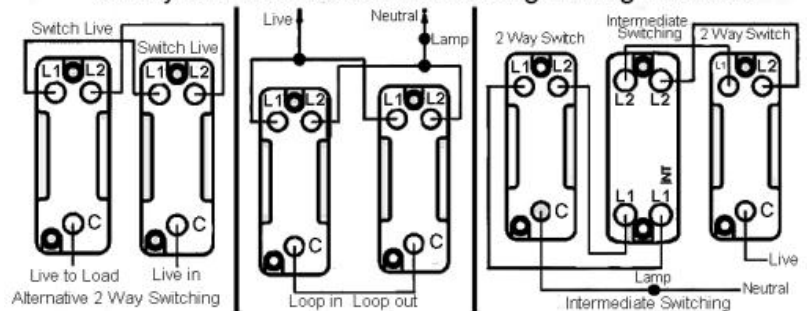 Switch Live
Switch Live
L1 L2
L1 L2
C
C
Live to Load
Live in
Alternative 2 Way Switching
Live
Neutral
Lamp
L1 L2
L1 L2
C
C
Loop in Loop out
2 Way Switch
Intermediate
Switching
2 Way Switch
L1 L2
L2 L2
L1 L2
INT
L1 L1
C
C
Live
Lamp
Neutral
Intermediate Switching